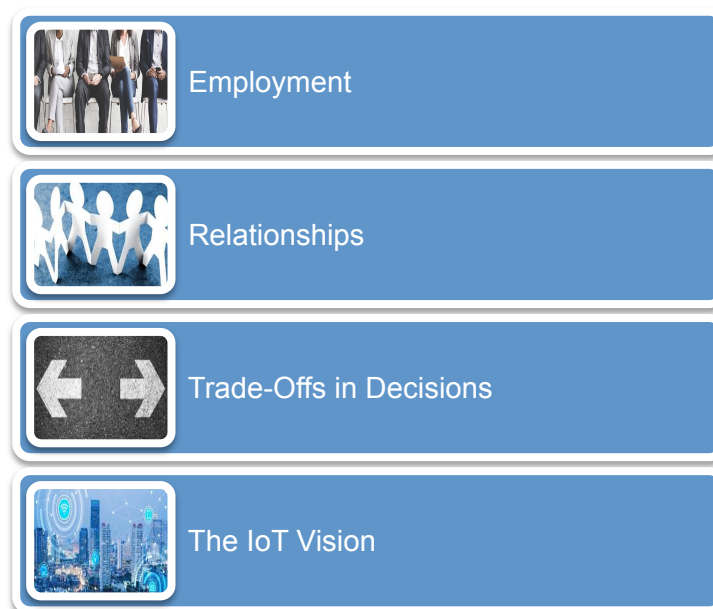 Employment
Relationships
Trade-Offs in Decisions
The IoT Vision